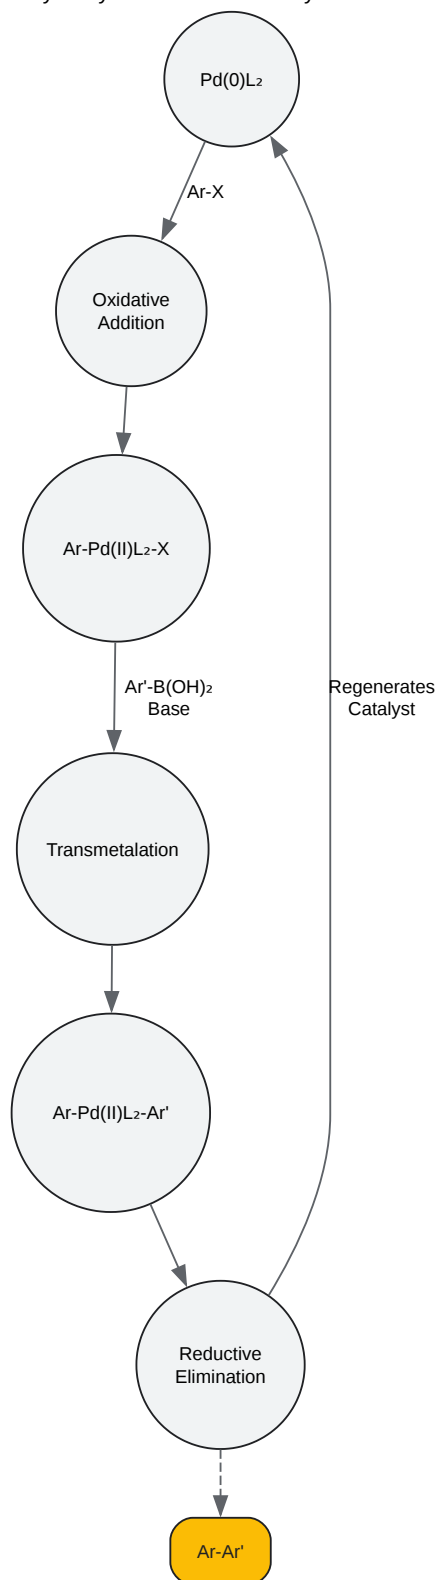 Pd(0)L₂
Ar-X
Oxidative
Addition
Ar-Pd(II)L₂-X
Ar'-B(OH)₂
Base
Regenerates
Catalyst
Transmetalation
Ar-Pd(II)L₂-Ar'
Reductive
Elimination
Ar-Ar'